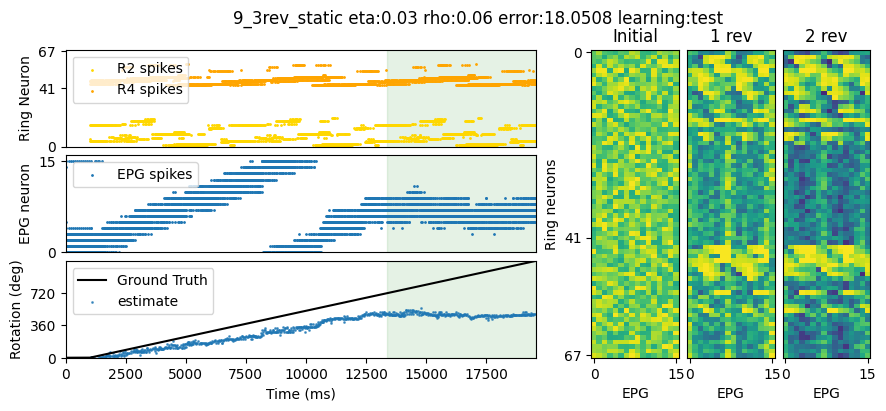 9_3rev_static eta:0.03 rho:0.06 error:18.0508 learning:test
Initial
1 rev
2 rev
67
41
0
Ring Neuron
R2 spikes
R4 spikes
15
0
EPG neuron
EPG spikes
720
360
0
Rotation (deg)
Ground Truth
estimate
0
2500
5000
7500
10000
12500
15000
17500
Time (ms)
0
41
67
Ring neurons
0
15
0
15
0
15
EPG
EPG
EPG